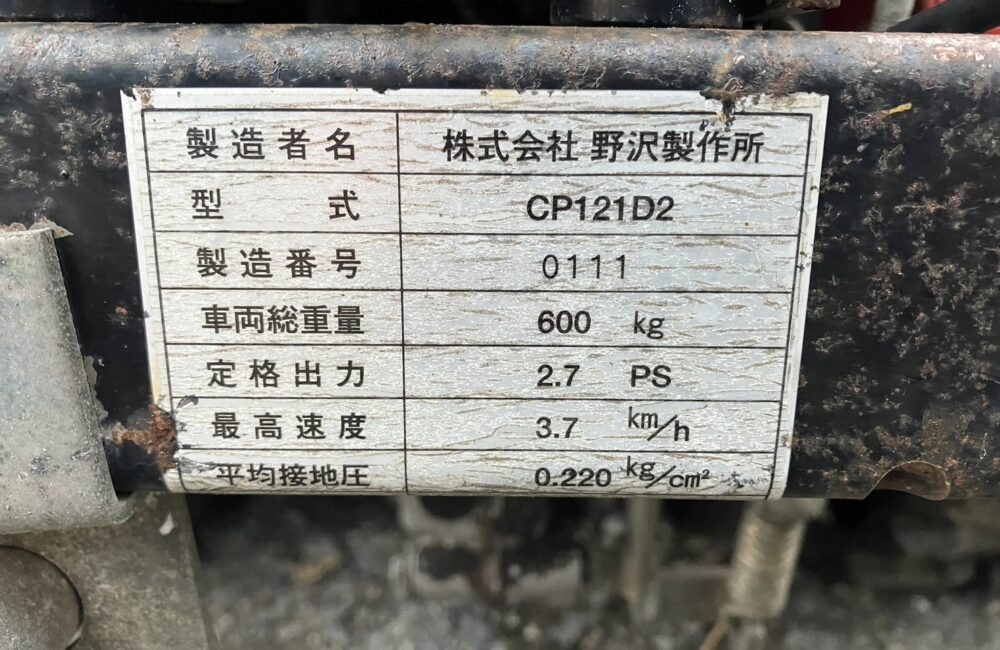 製造者名 株式会社 野沢製作所
型式 CP121D2
製造番号 0111
車両総重量 600 kg
定格出力 2.7 PS
最高速度 3.7 km/h
平均接地圧 0.220 kg/cm²